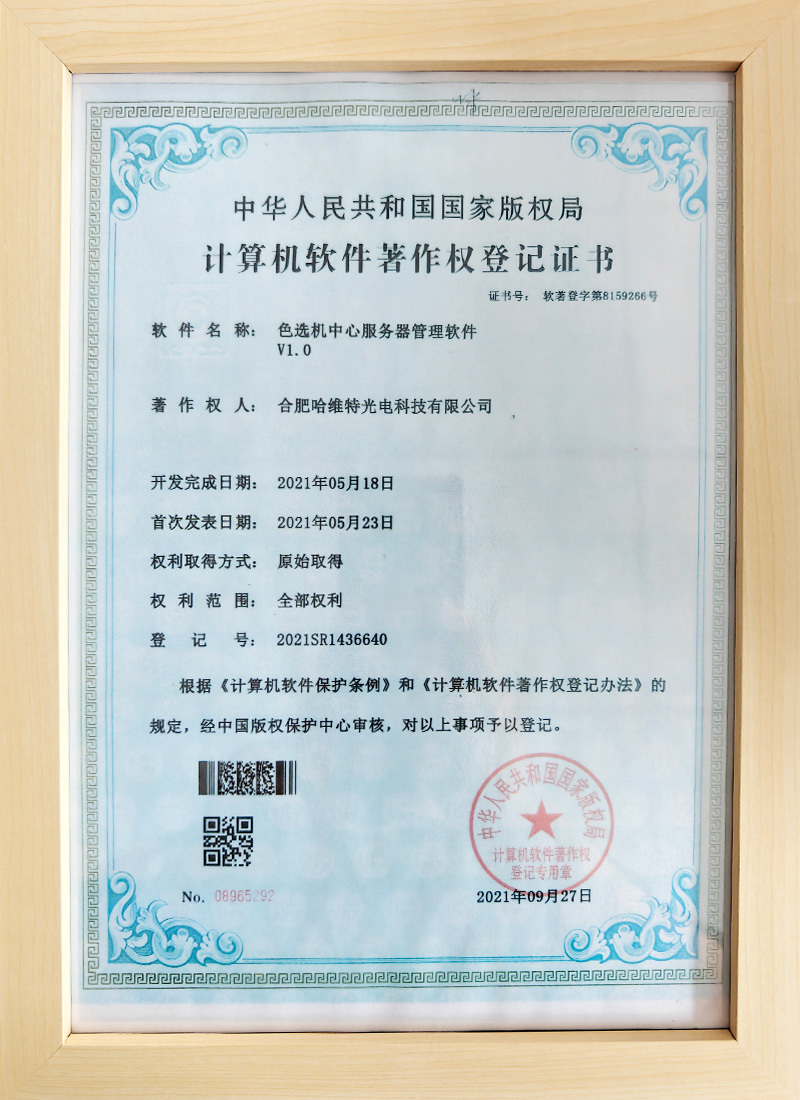 中华人民共和国国家版权局
计算机软件著作权登记证书
证书号： 软著登字第8159266号
软件名称： 色选机中心服务器管理软件
V1.0
著作权人： 合肥哈维特光电科技有限公司
开发完成日期： 2021年05月18日
首次发表日期： 2021年05月23日
权利取得方式： 原始取得
权利范围： 全部权利
登记号： 2021SR1436640
根据《计算机软件保护条例》和《计算机软件著作权登记办法》的
规定，经中国版权保护中心审核，对以上事项予以登记。
中华人民共和国国家版权局
计算机软件著作权
登记专用章
No. 08965292
2021年09月27日